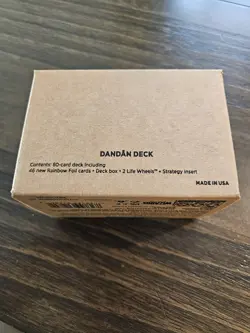 DANDÂN DECK
Contents: 80-card deck including
46 new Rainbow Foil cards • Deck box • 2 Life Wheels™ • Strategy insert
MADE IN USA